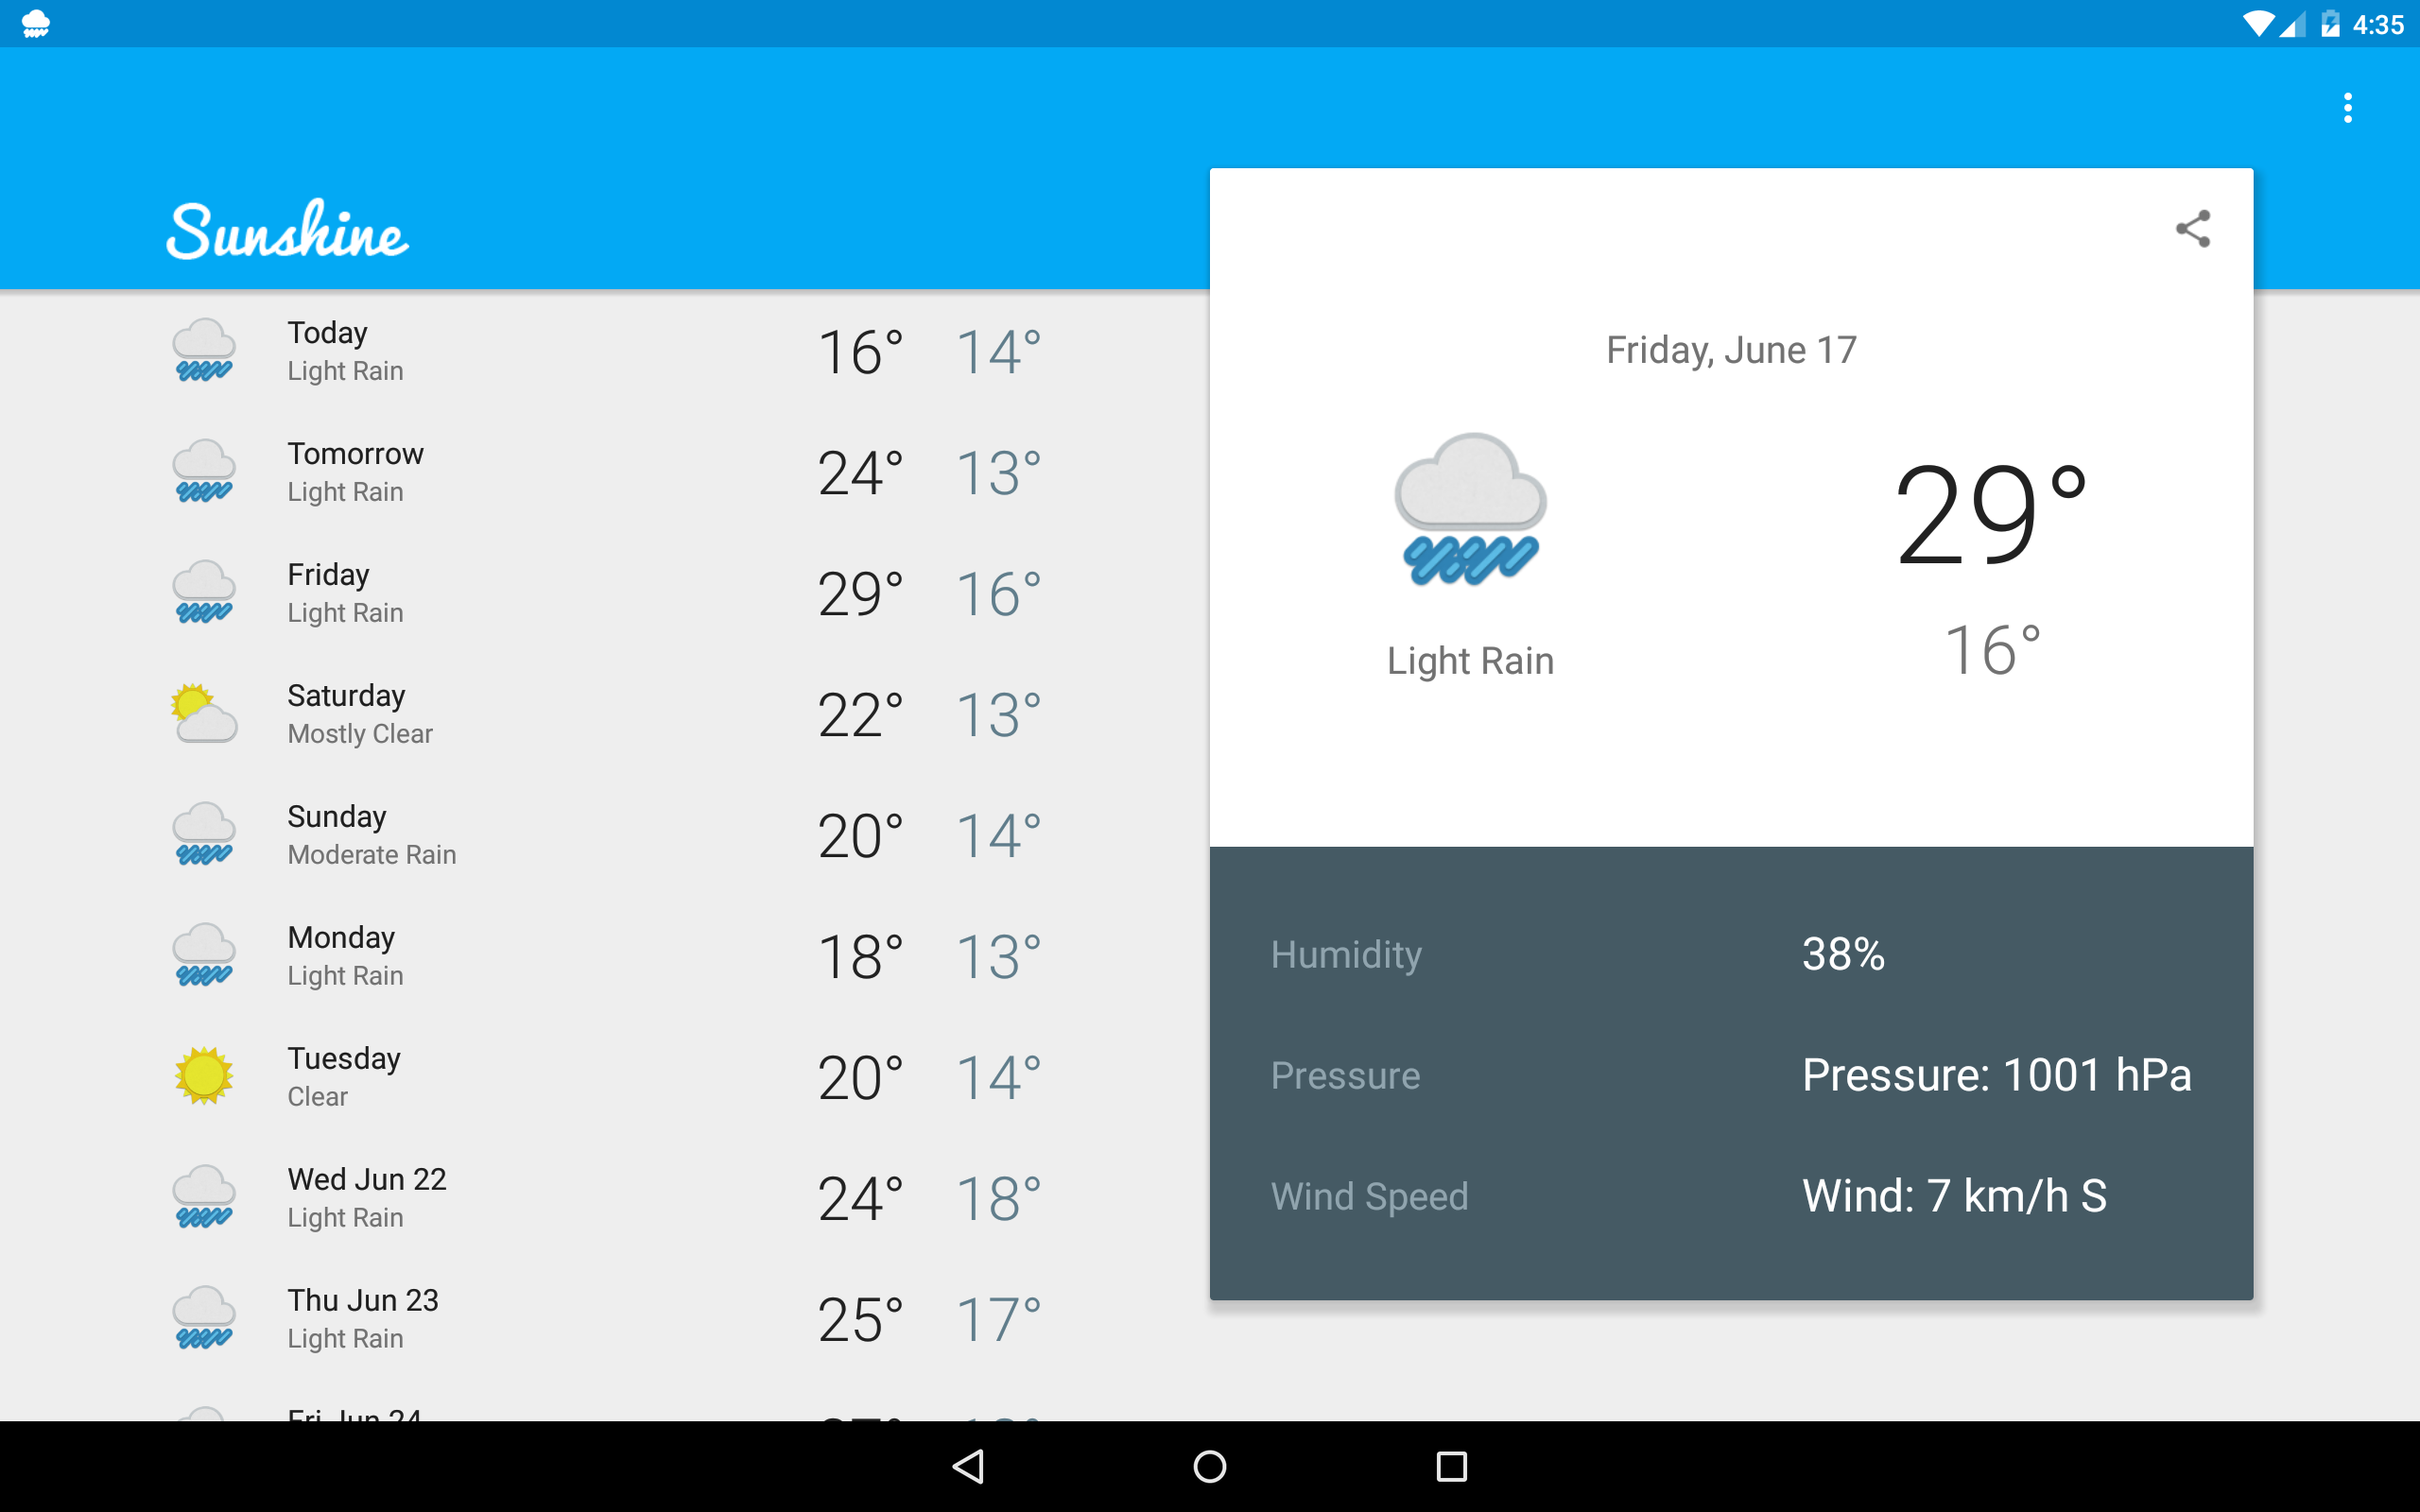 4:35
Sunshine
Today
Light Rain
16° 14°
Tomorrow
Light Rain
24° 13°
Friday
Light Rain
29° 16°
Saturday
Mostly Clear
22° 13°
Sunday
Moderate Rain
20° 14°
Monday
Light Rain
18° 13°
Tuesday
Clear
20° 14°
Wed Jun 22
Light Rain
24° 18°
Thu Jun 23
Light Rain
25° 17°
Fri Jun 24
Friday, June 17
29°
16°
Light Rain
Humidity 38%
Pressure Pressure: 1001 hPa
Wind Speed Wind: 7 km/h S